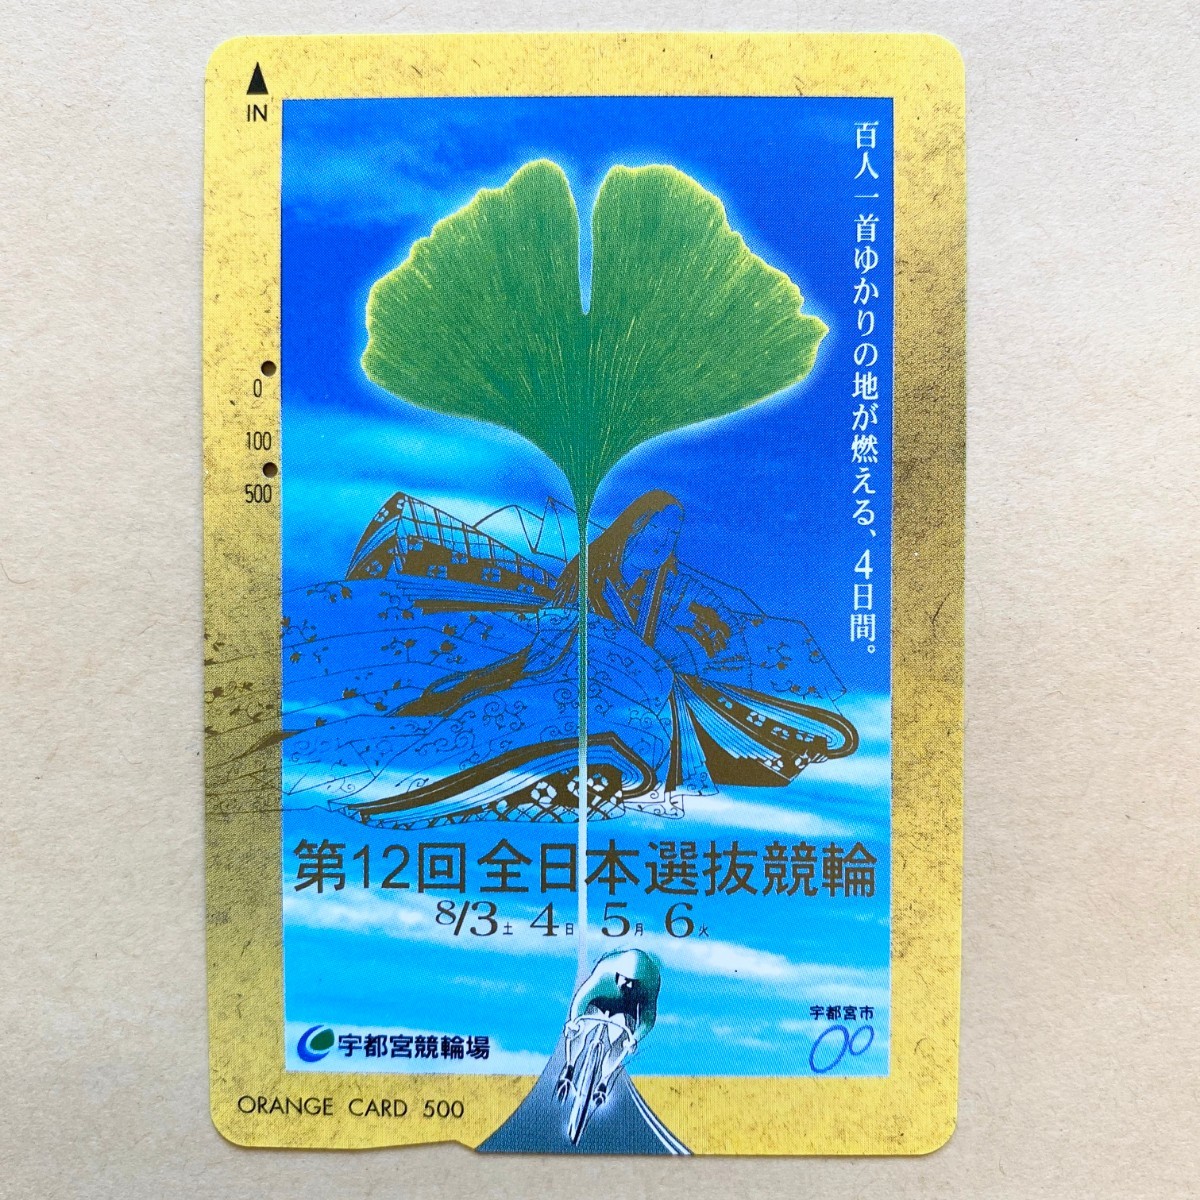 IN
0
100
500
百人一首ゆかりの地が燃える、4日間。
第12回全日本選抜競輪
8/3土 4日 5月 6火
宇都宮競輪場
宇都宮市
ORANGE CARD 500